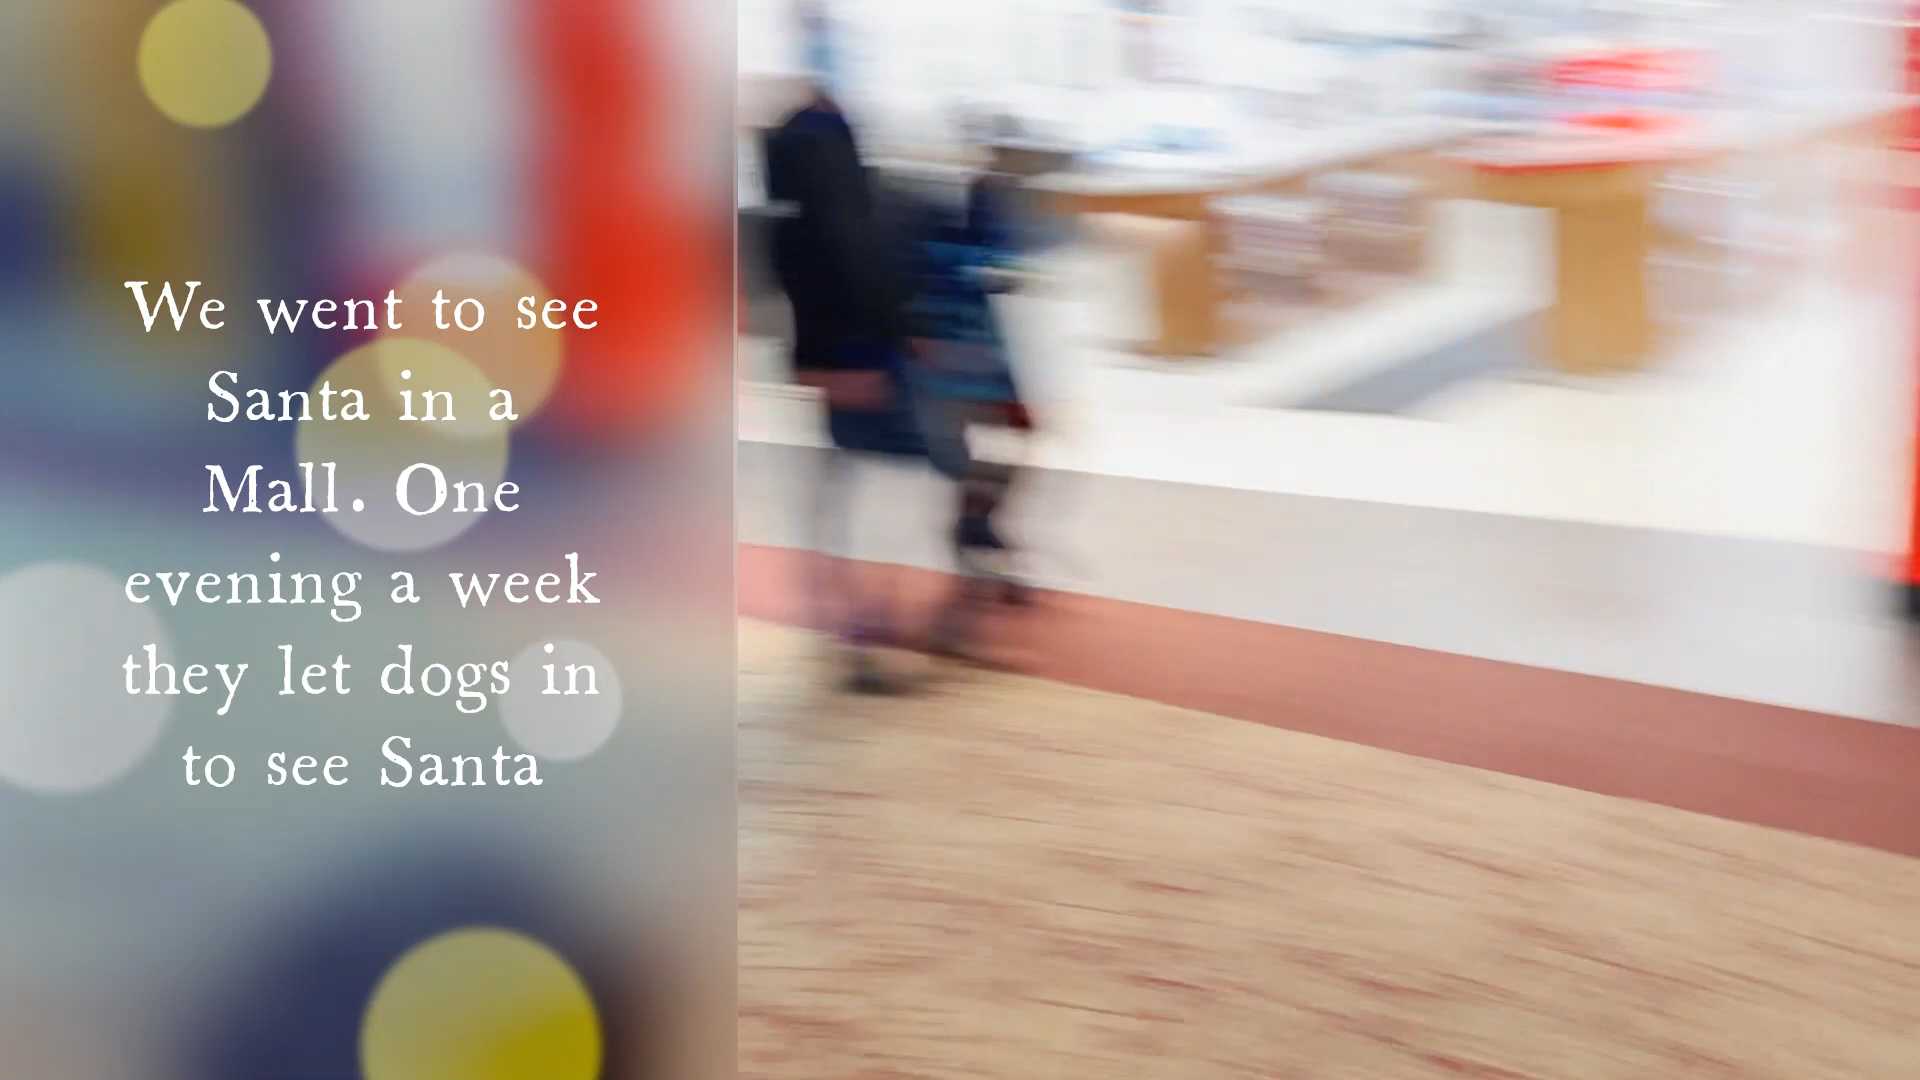 We went to see
Santa in a
Mall. One
evening a week
they let dogs in
to see Santa